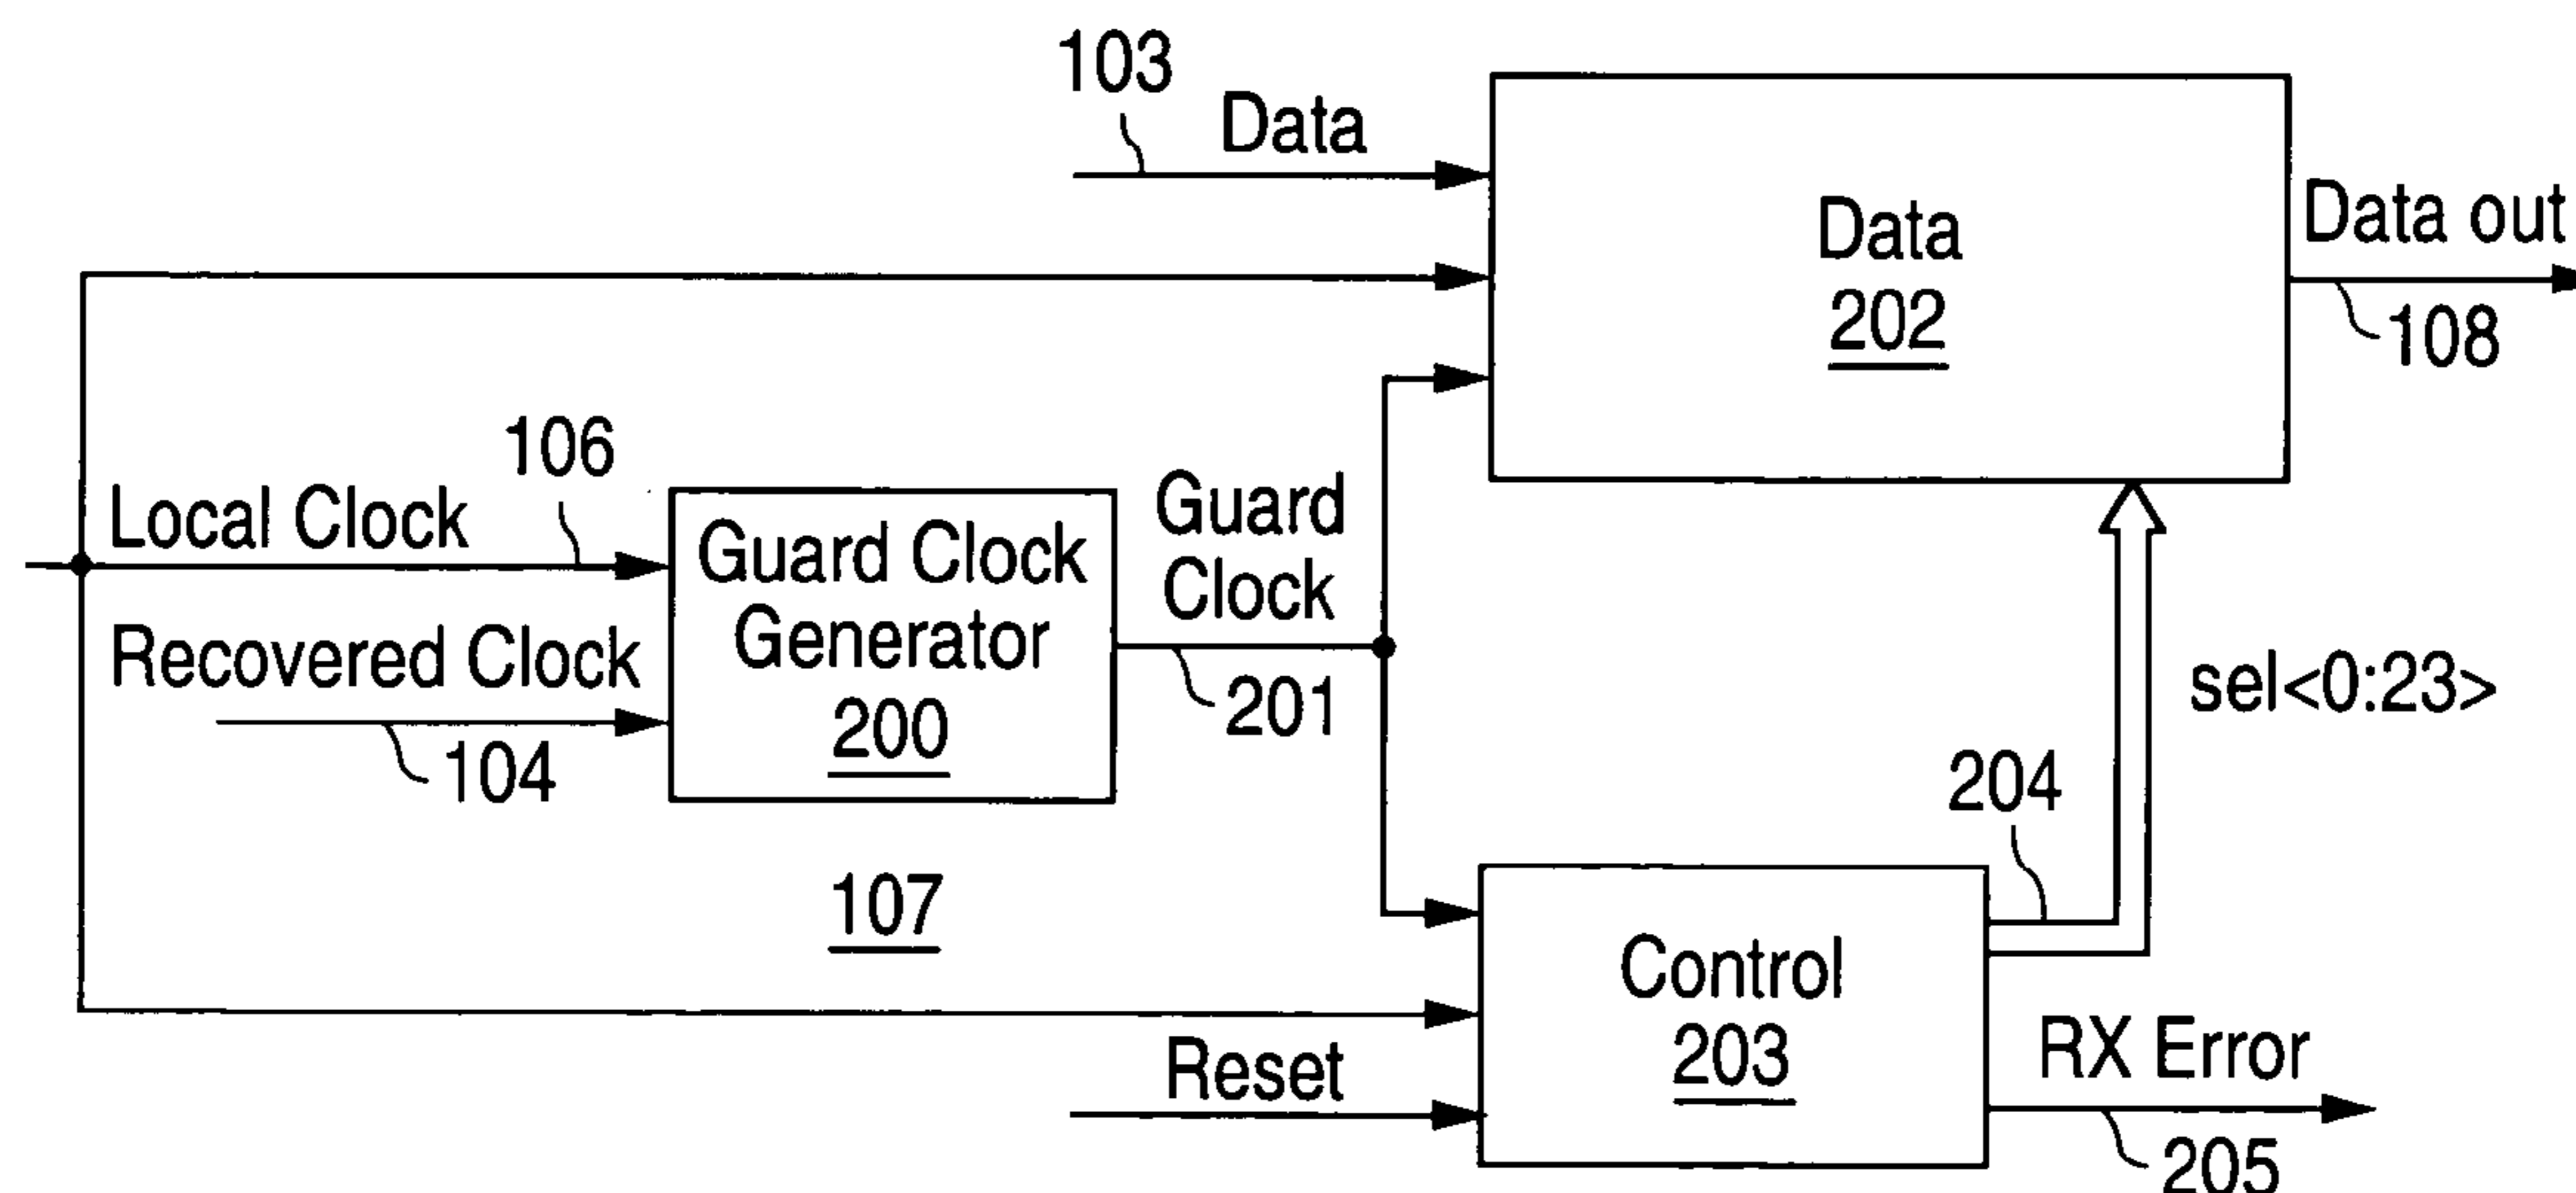 103
Data
Data
202
Data out
108
106
Local Clock
Guard Clock
Generator
200
Guard
Clock
201
Recovered Clock
104
sel<0:23>
204
107
Control
203
Reset
RX Error
205